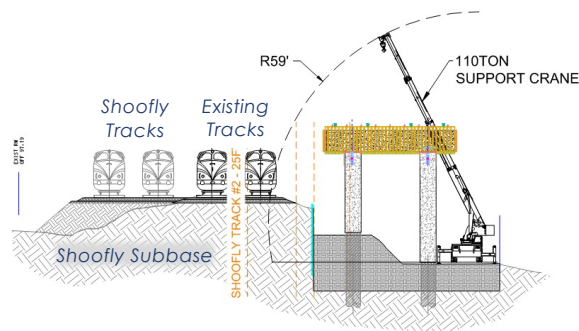 R59'
110TON
SUPPORT CRANE
Shoofly
Tracks
Existing
Tracks
SHOOFLY TRACK #2 - 25F
Shoofly Subbase